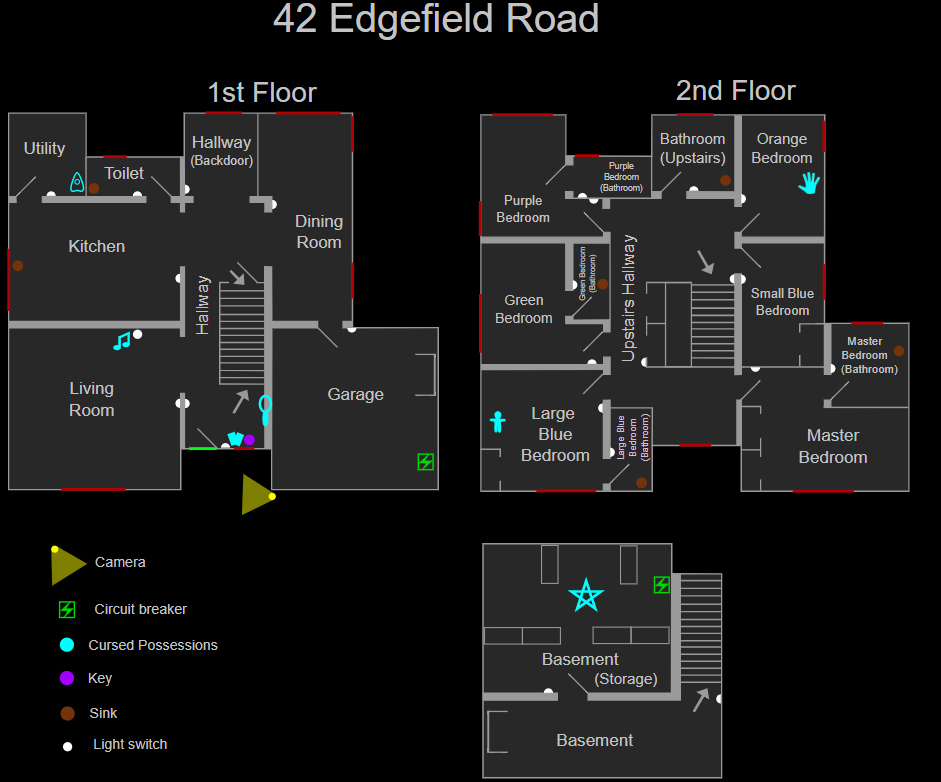 42 Edgefield Road
1st Floor
2nd Floor
Utility
Toilet
Hallway
(Backdoor)
Kitchen
Dining
Room
Hallway
Living
Room
Garage
Purple
Bedroom
Purple
Bedroom
(Bathroom)
Bathroom
(Upstairs)
Orange
Bedroom
Green
Bedroom
Green Bedroom
(Bathroom)
Upstairs Hallway
Small Blue
Bedroom
Master
Bedroom
(Bathroom)
Large
Blue
Bedroom
Large Blue
Bedroom
(Bathroom)
Master
Bedroom
Camera
Circuit breaker
Cursed Possessions
Key
Sink
Light switch
Basement
(Storage)
Basement